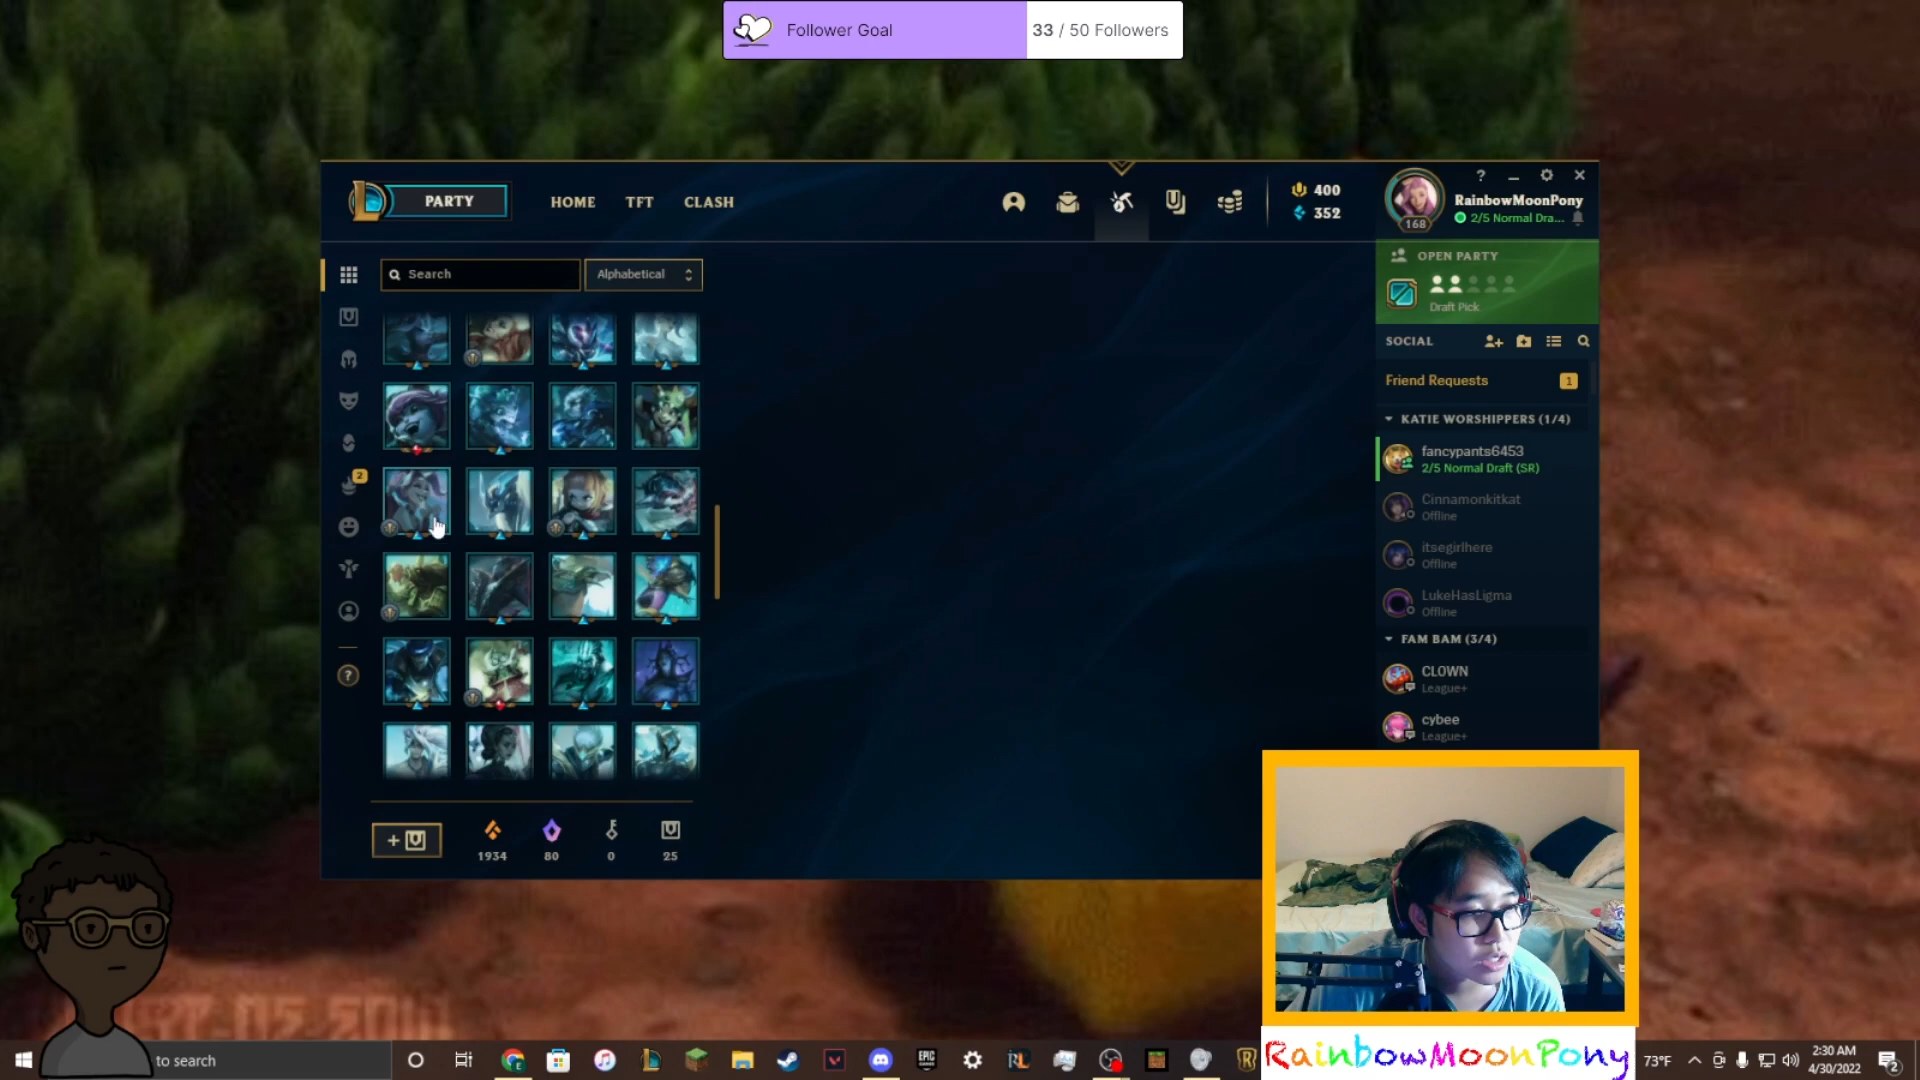 Follower Goal
33 / 50 Followers
PARTY
HOME
TFT
CLASH
400
352
168
?
RainbowMoonPony
2/5 Normal Dra...
OPEN PARTY
Draft Pick
Search
Alphabetical
SOCIAL
Friend Requests
1
KATIE WORSHIPPERS (1/4)
fancypants6453
2/5 Normal Draft (SR)
Cinnamonkitkat
Offline
itsegirlhere
Offline
LukeHasLigma
Offline
FAM BAM (3/4)
CLOWN
League+
cybee
League+
2
?
1934
80
0
25
RainbowMoonPony
to search
EPIC
GAMES
73°F
2:30 AM
4/30/2022
2